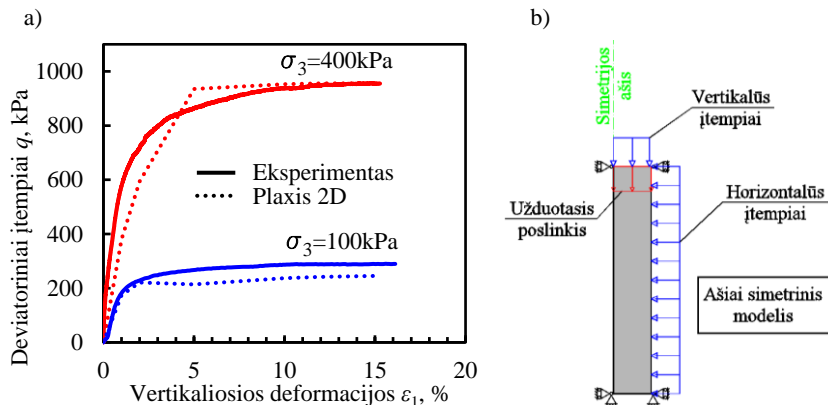 a)
σ3=400kPa
1000
800
600
400
200
0
Deviatoriniai įtempiai q, kPa
Eksperimentas
Plaxis 2D
σ3=100kPa
0
5
10
15
20
Vertikaliosios deformacijos ε1, %
b)
Simetrijos
ašis
Vertikalūs
įtempiai
Užduotasis
poslinkis
Horizontalūs
įtempiai
Ašiai simetrinis
modelis